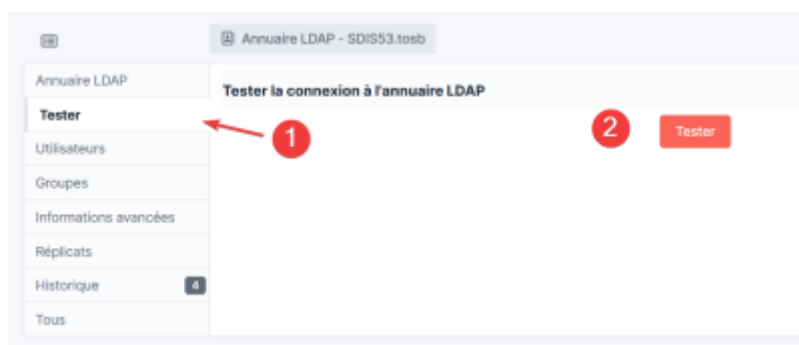 Annuaire LDAP - SDIS53.tosb
Annuaire LDAP
Tester
Utilisateurs
Groupes
Informations avancées
Réplicats
Historique 4
Tous
Tester la connexion à l'annuaire LDAP
1
2 Tester